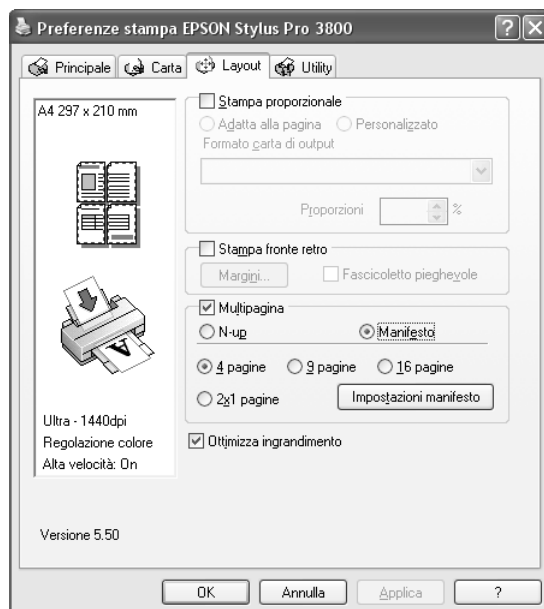 Preferenze stampa EPSON Stylus Pro 3800
Principale
Carta
Layout
Utility
A4 297 x 210 mm
Ultra - 1440dpi
Regolazione colore
Alta velocità: On
Versione 5.50
Stampa proporzionale
Adatta alla pagina Personalizzato
Formato carta di output
Proporzioni %
Stampa fronte retro
Margini... Fascicoletto pieghevole
Multipagina
N-up Manifesto
4 pagine 9 pagine 16 pagine
2x1 pagine Impostazioni manifesto
Ottimizza ingrandimento
OK Annulla Applica ?